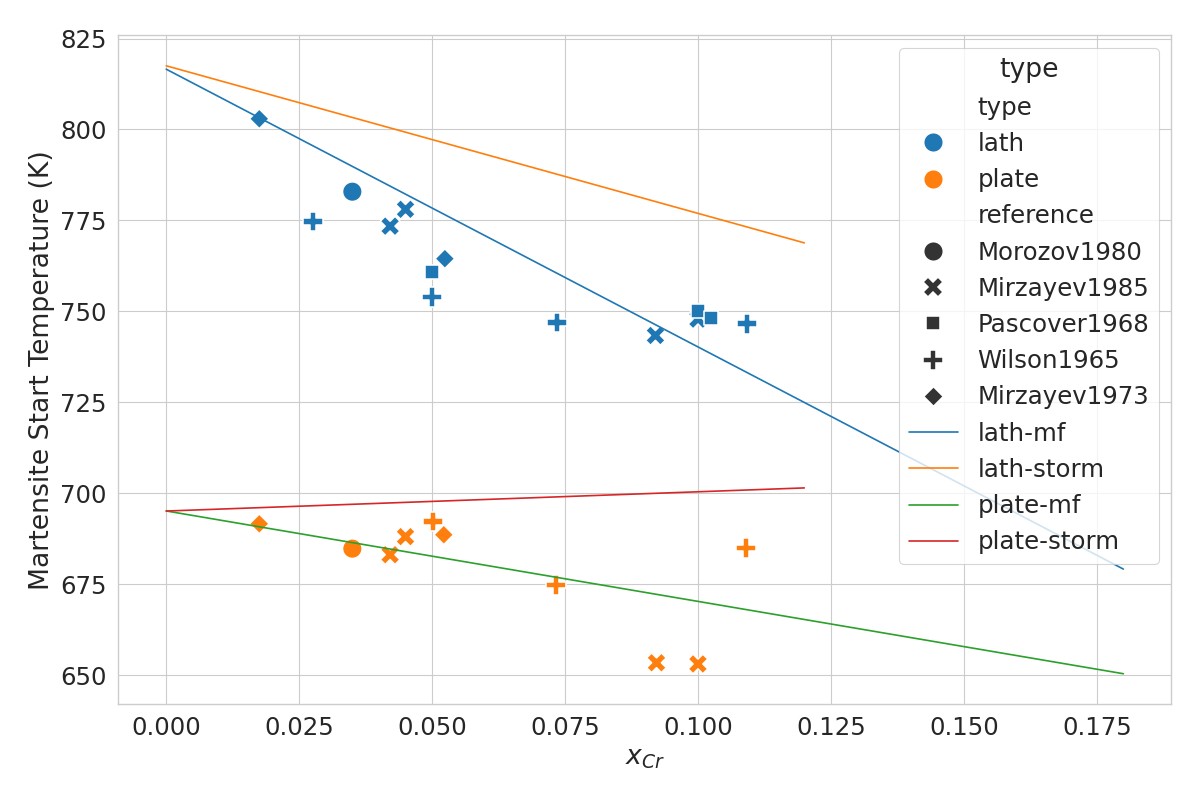 825
800
775
750
725
700
675
650
Martensite Start Temperature (K)
0.000 0.025 0.050 0.075 0.100 0.125 0.150 0.175
x_{Cr}
type
type
lath
plate
reference
Morozov1980
Mirzayev1985
Pascover1968
Wilson1965
Mirzayev1973
lath-mf
lath-storm
plate-mf
plate-storm